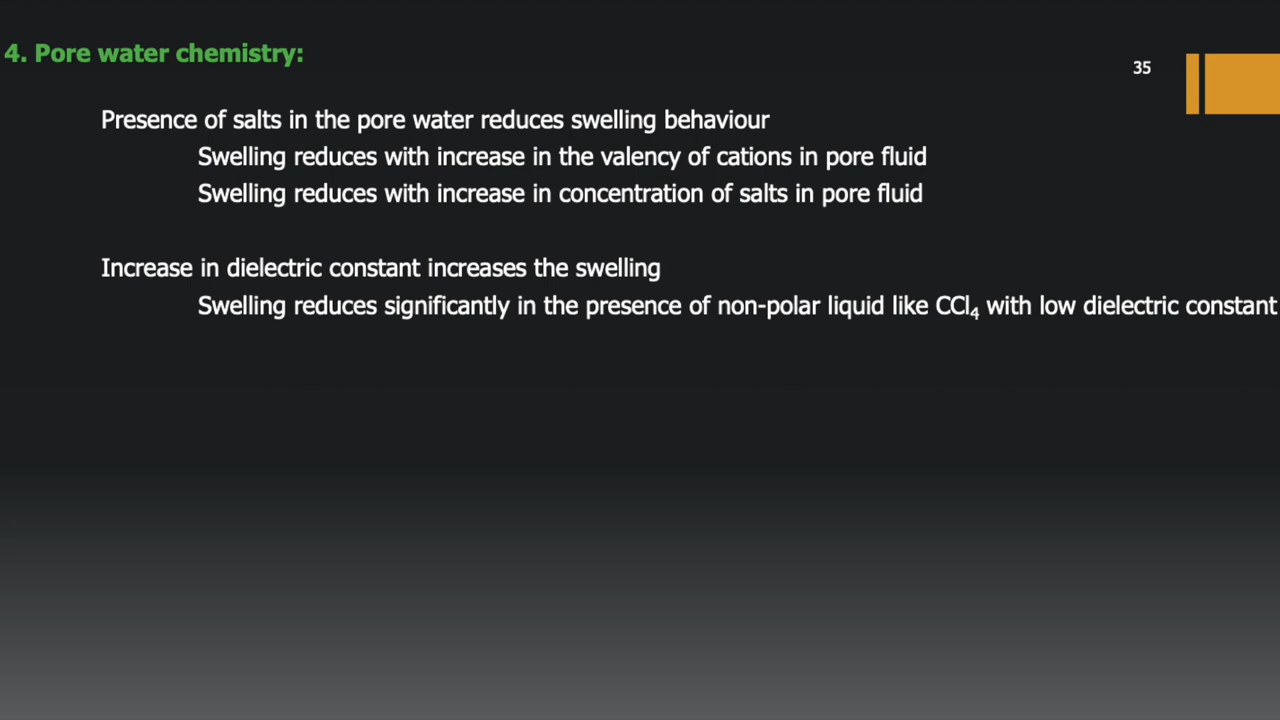 4. Pore water chemistry:
35
Presence of salts in the pore water reduces swelling behaviour
Swelling reduces with increase in the valency of cations in pore fluid
Swelling reduces with increase in concentration of salts in pore fluid
Increase in dielectric constant increases the swelling
Swelling reduces significantly in the presence of non-polar liquid like CCl₄ with low dielectric constant